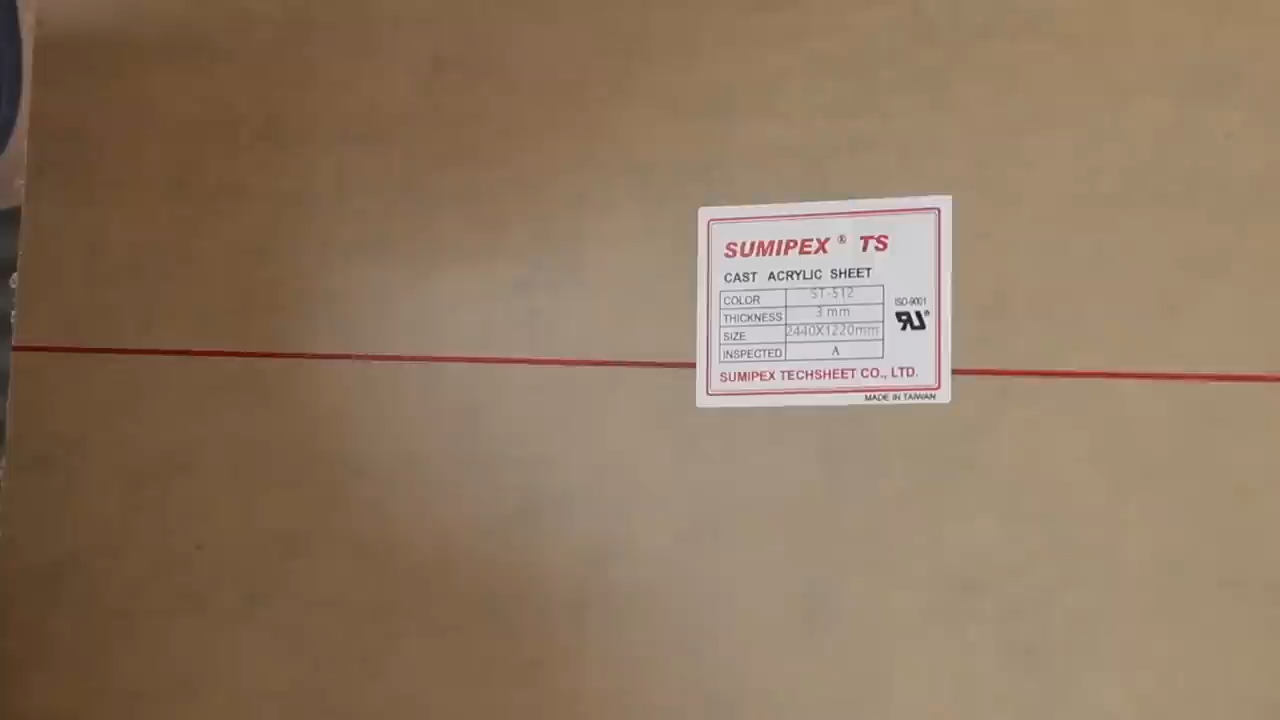 SUMIPEX ® TS
CAST ACRYLIC SHEET
COLOR ST-512
THICKNESS 3 mm
SIZE 2440X1220mm
INSPECTED A
ISO-9001
RU®
SUMIPEX TECHSHEET CO., LTD.
MADE IN TAIWAN